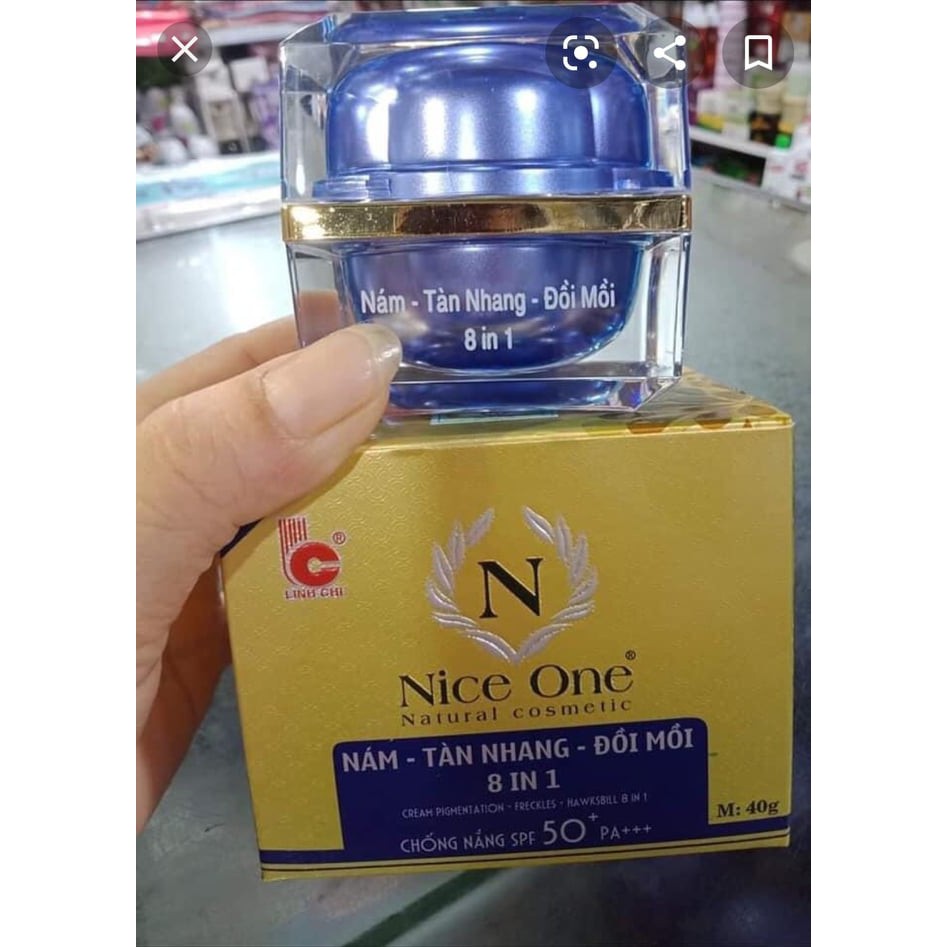 Nám - Tàn Nhang - Đồi Mồi
8 in 1
LINH CHI
®
N
Nice One®
Natural cosmetic
NÁM - TÀN NHANG - ĐỒI MỒI
8 IN 1
CREAM PIGMENTATION - FRECKLES - HAWKSBILL 8 IN 1
M: 40g
CHỐNG NẮNG SPF 50+ PA+++